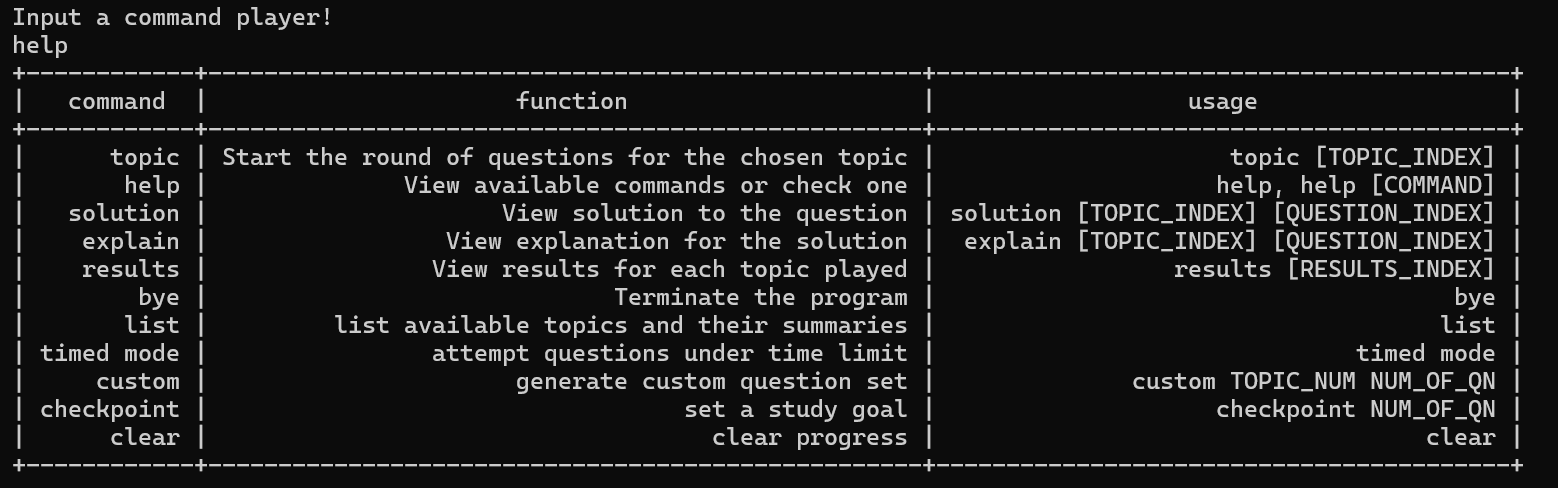 Input a command player!
help
+------------+---------------------------------------------------+-----------------------------------------+
|   command  |                      function                     |                  usage                  |
+------------+---------------------------------------------------+-----------------------------------------+
|      topic | Start the round of questions for the chosen topic |                     topic [TOPIC_INDEX] |
|       help |              View available commands or check one |                    help, help [COMMAND] |
|   solution |                     View solution to the question | solution [TOPIC_INDEX] [QUESTION_INDEX] |
|    explain |                 View explanation for the solution |  explain [TOPIC_INDEX] [QUESTION_INDEX] |
|    results |                View results for each topic played |                 results [RESULTS_INDEX] |
|        bye |                             Terminate the program |                                     bye |
|       list |         list available topics and their summaries |                                    list |
| timed mode |                attempt questions under time limit |                              timed mode |
|     custom |                      generate custom question set |              custom TOPIC_NUM NUM_OF_QN |
| checkpoint |                                  set a study goal |                    checkpoint NUM_OF_QN |
|      clear |                                    clear progress |                                   clear |
+------------+---------------------------------------------------+-----------------------------------------+